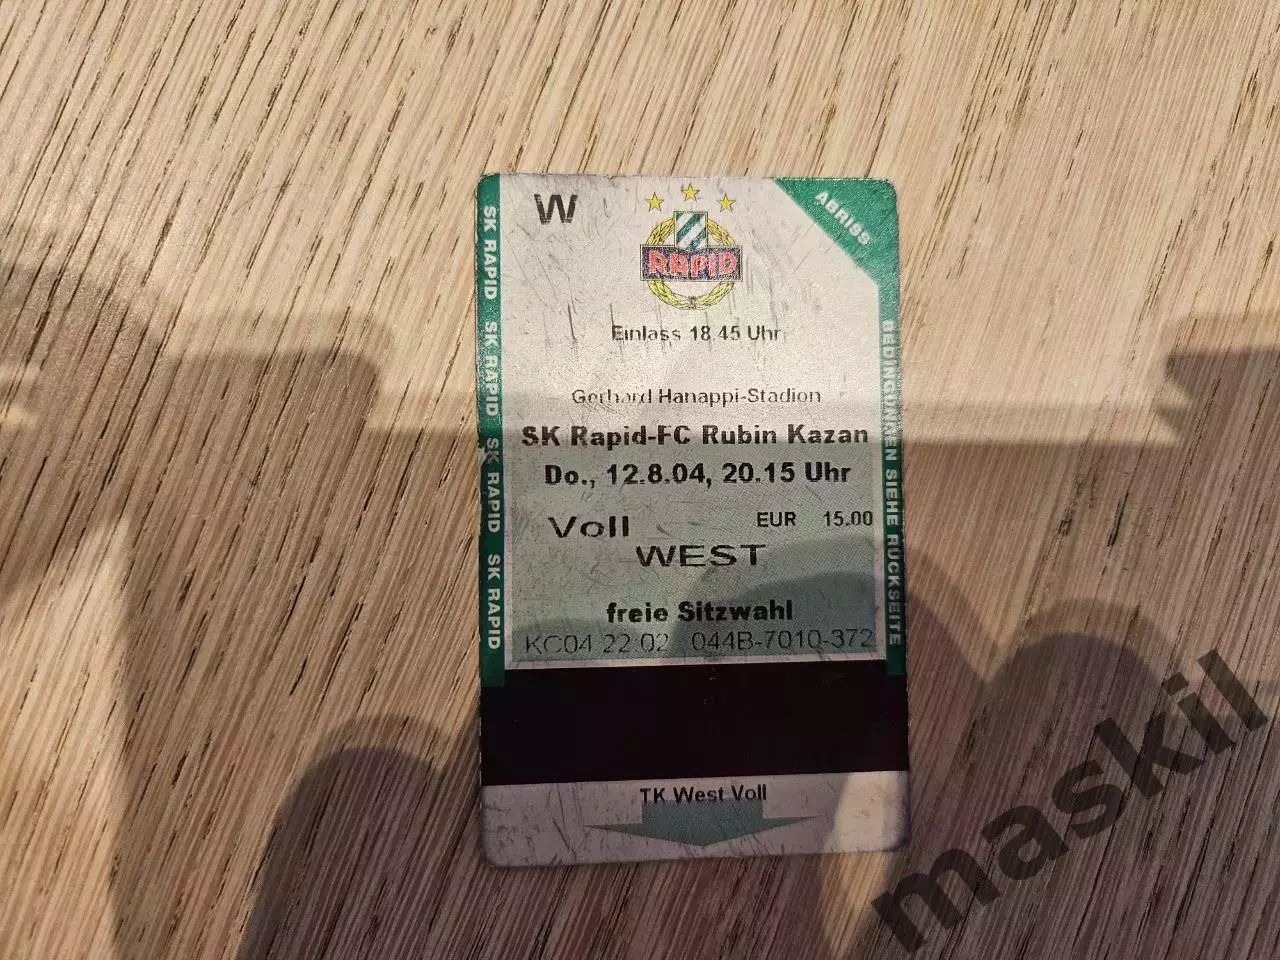 W
ABRISS
RAPID
Einlass 18.45 Uhr
Gerhard Hanappi-Stadion
SK Rapid-FC Rubin Kazan
Do., 12.8.04, 20.15 Uhr
Voll EUR 15.00
WEST
freie Sitzwahl
KC04 22.02 044B-7010-372
TK West Voll
SK RAPID SK RAPID SK RAPID SK RAPID
BEDINGUNKEN SIEHE RÜCKSEITE
maskil